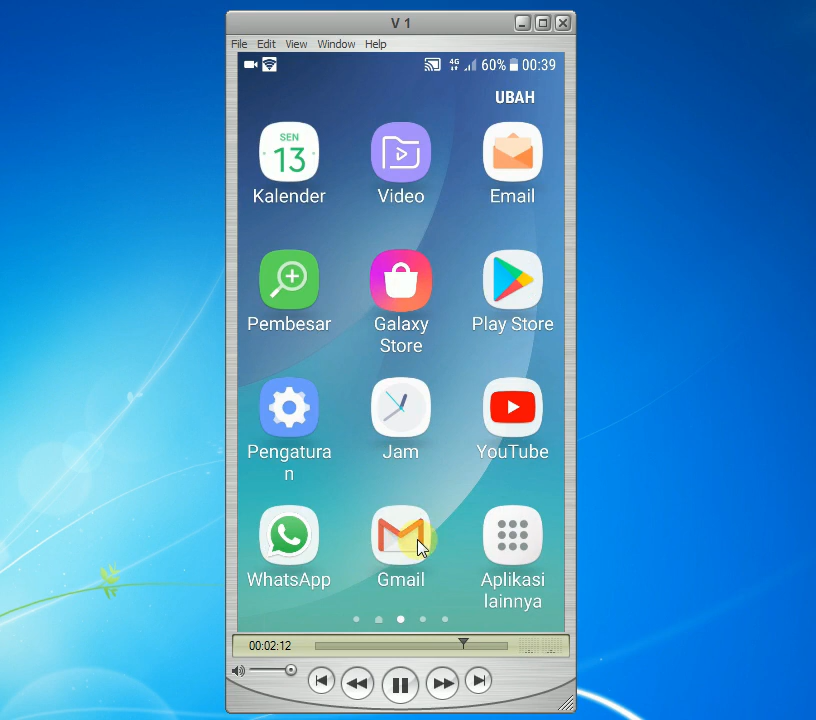 V 1
File Edit View Window Help
4G 60% 00:39
UBAH
SEN
13
Kalender Video Email
Pembesar Galaxy Store Play Store
Pengatura
n
Jam YouTube
WhatsApp Gmail Aplikasi
lainnya
00:02:12